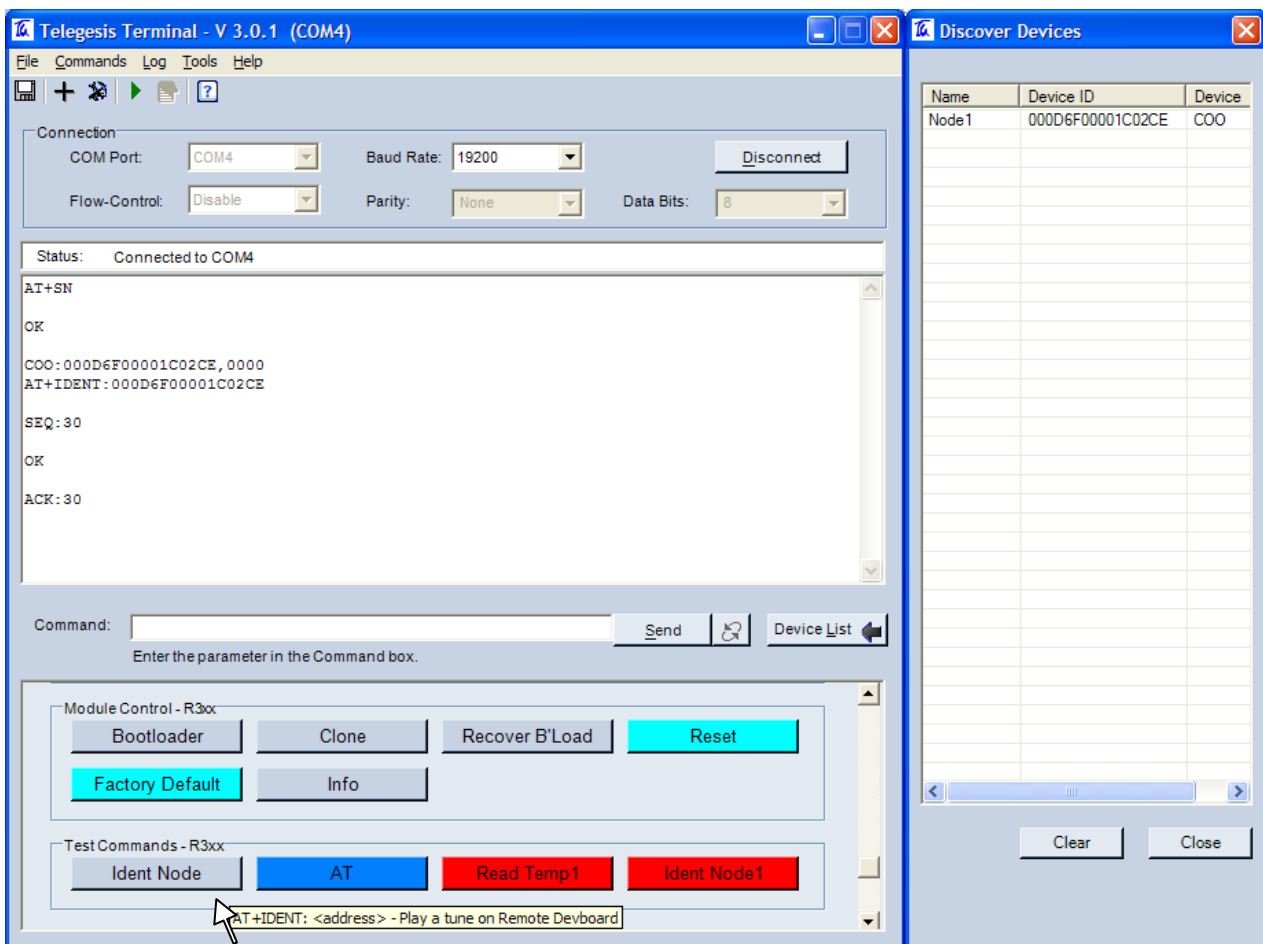 Telegesis Terminal - V 3.0.1 (COM4)
File Commands Log Tools Help
Connection
COM Port: COM4 Baud Rate: 19200 Disconnect
Flow-Control: Disable Parity: None Data Bits: 8
Status: Connected to COM4
AT+SN
OK
COO:000D6F00001C02CE,0000
AT+IDENT:000D6F00001C02CE
SEQ:30
OK
ACK:30
Command: Send Device List
Enter the parameter in the Command box.
Module Control - R3xx
Bootloader Clone Recover B'Load Reset
Factory Default Info
Test Commands - R3xx
Ident Node AT Read Temp1 Ident Node1
AT+IDENT: <address> - Play a tune on Remote Devboard
Discover Devices
Name Device ID Device
Node1 000D6F00001C02CE COO
Clear Close